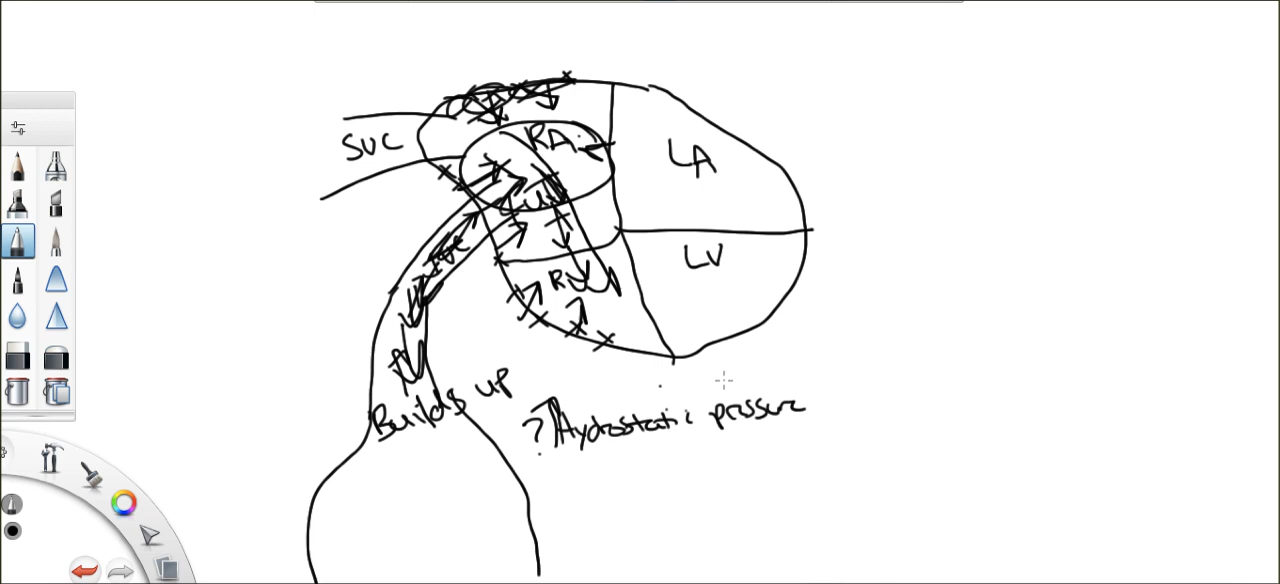 SVC
RA
LA
LV
RV
IVC
Builds up
? ↑ Hydrostatic pressure